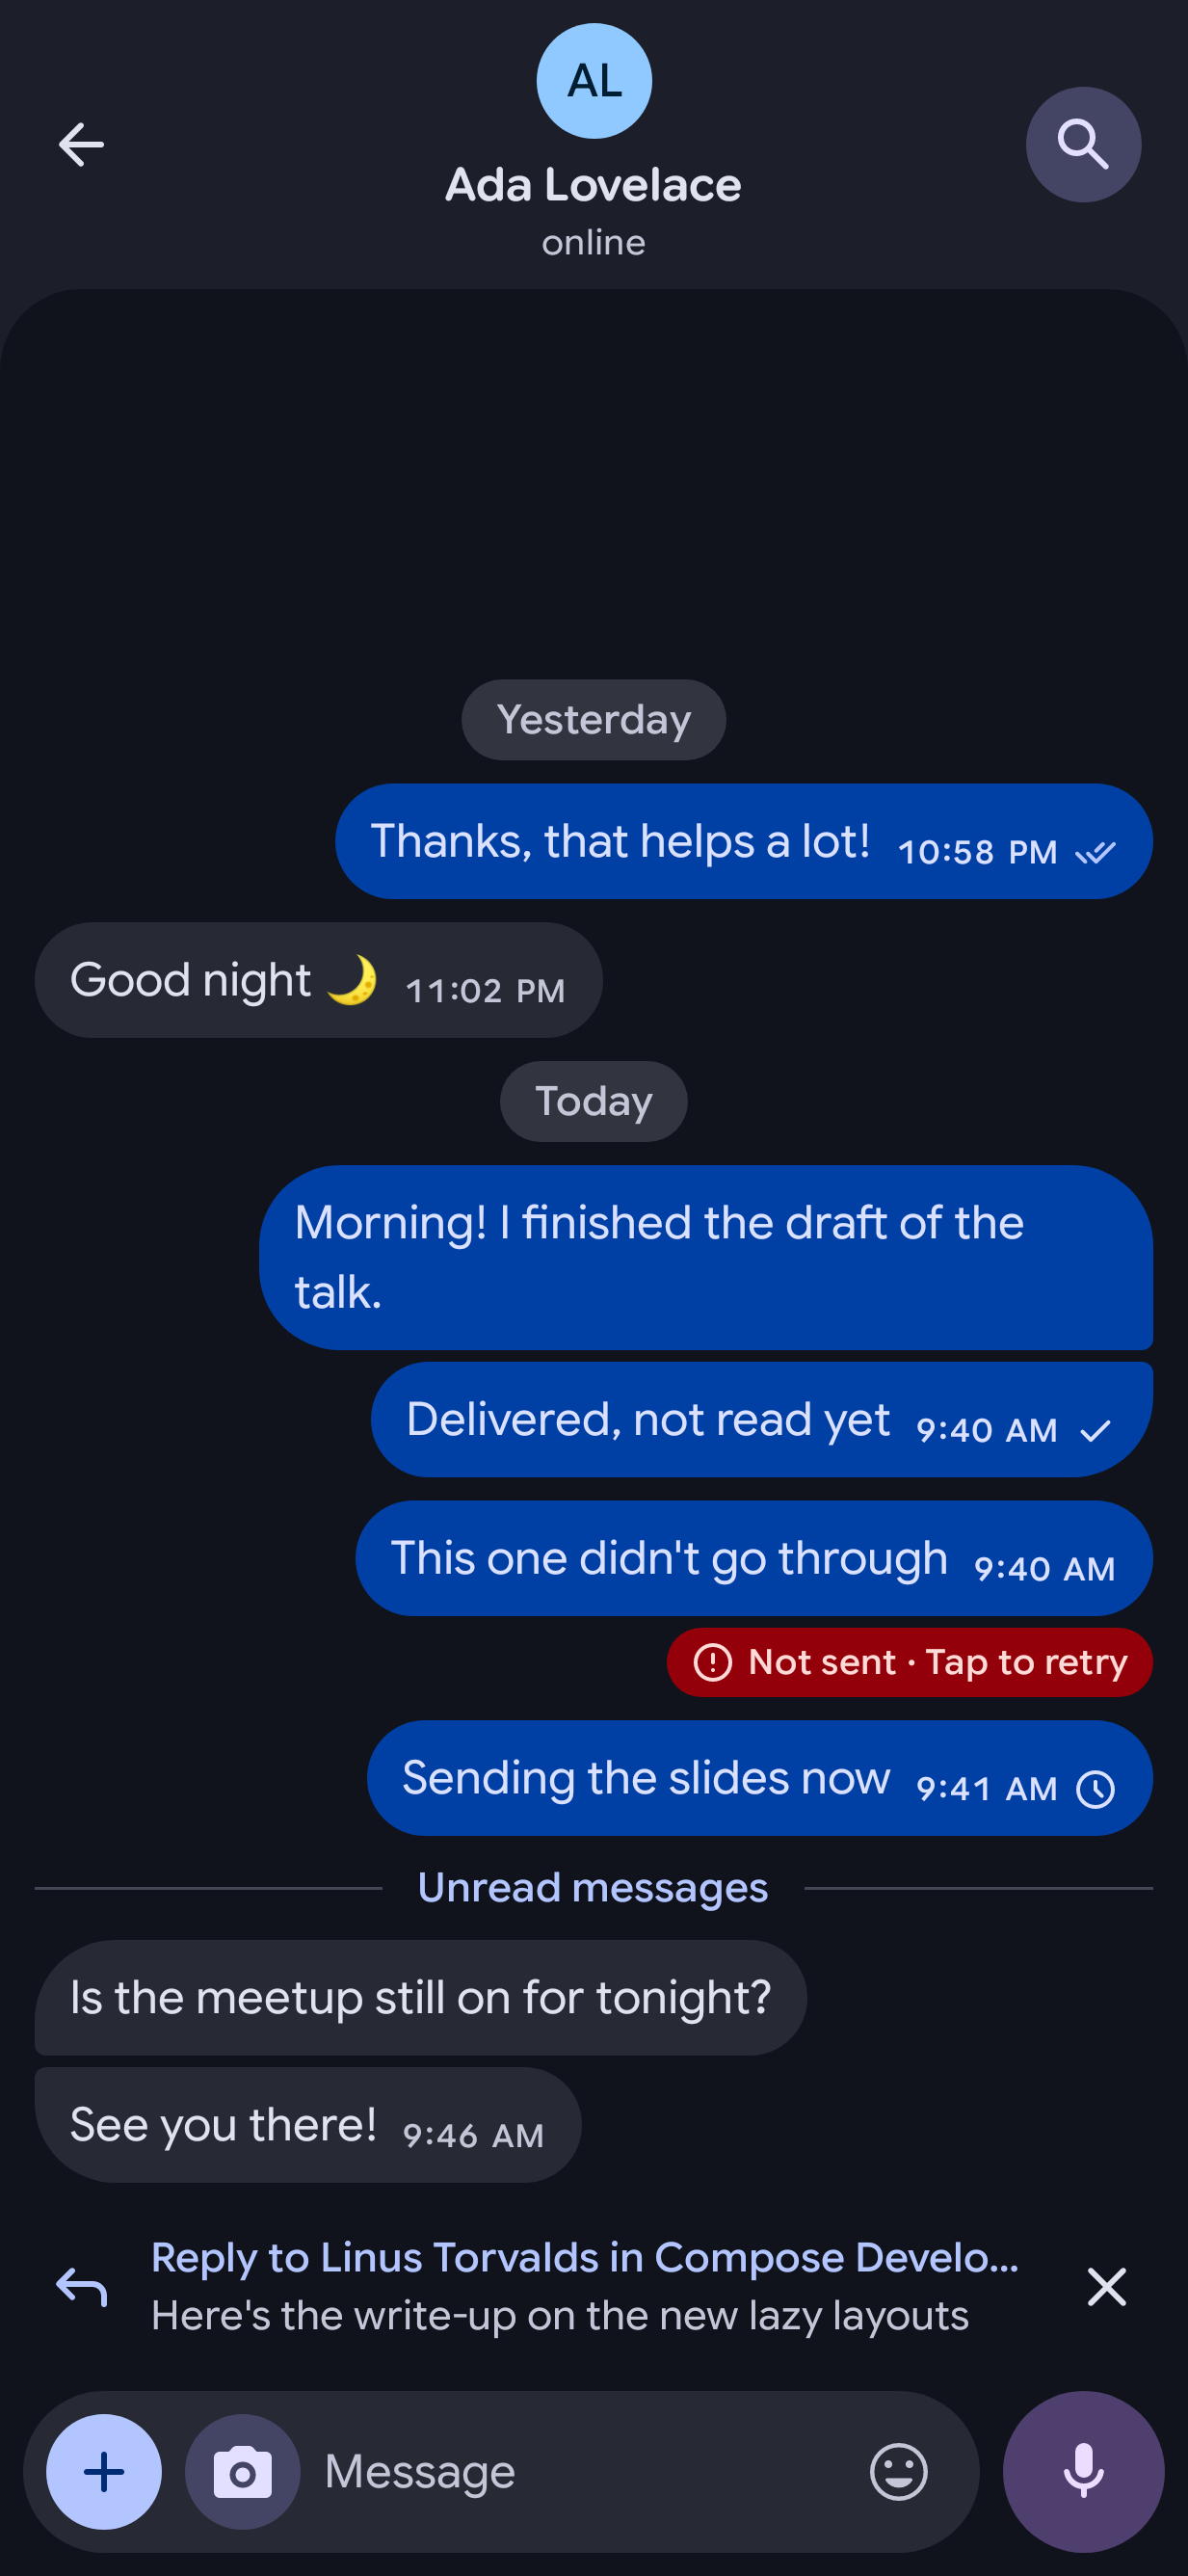 AL
Ada Lovelace
online
Yesterday
Thanks, that helps a lot! 10:58 PM
Good night 🌙 11:02 PM
Today
Morning! I finished the draft of the
talk.
Delivered, not read yet 9:40 AM
This one didn't go through 9:40 AM
Not sent · Tap to retry
Sending the slides now 9:41 AM
Unread messages
Is the meetup still on for tonight?
See you there! 9:46 AM
Reply to Linus Torvalds in Compose Develo...
Here's the write-up on the new lazy layouts
Message